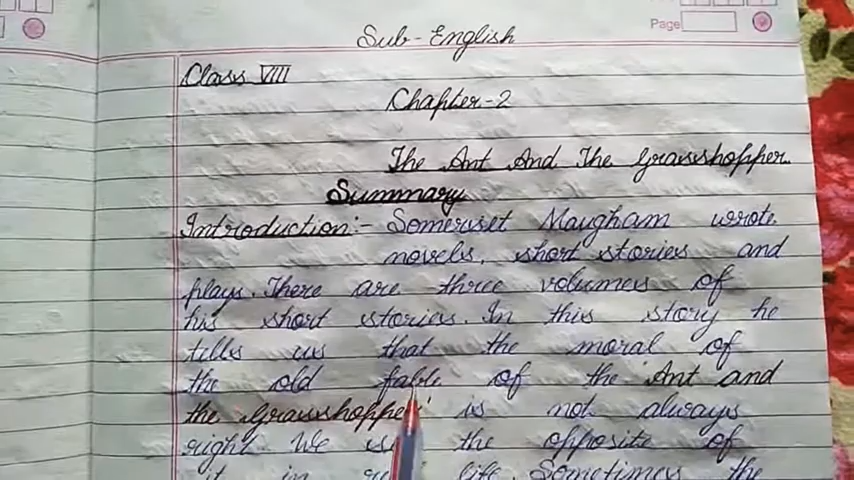 Page
Sub - English
Class VIII
Chapter - 2
The Ant And The Grasshopper
Summary
Introduction:- Somerset Maugham wrote
novels, short stories and
plays. There are three volumes of
his short stories. In this story he
tells us that the moral of
the old fable of the 'Ant and
the Grasshopper' is not always
right. We the opposite of
it in life. Sometimes the